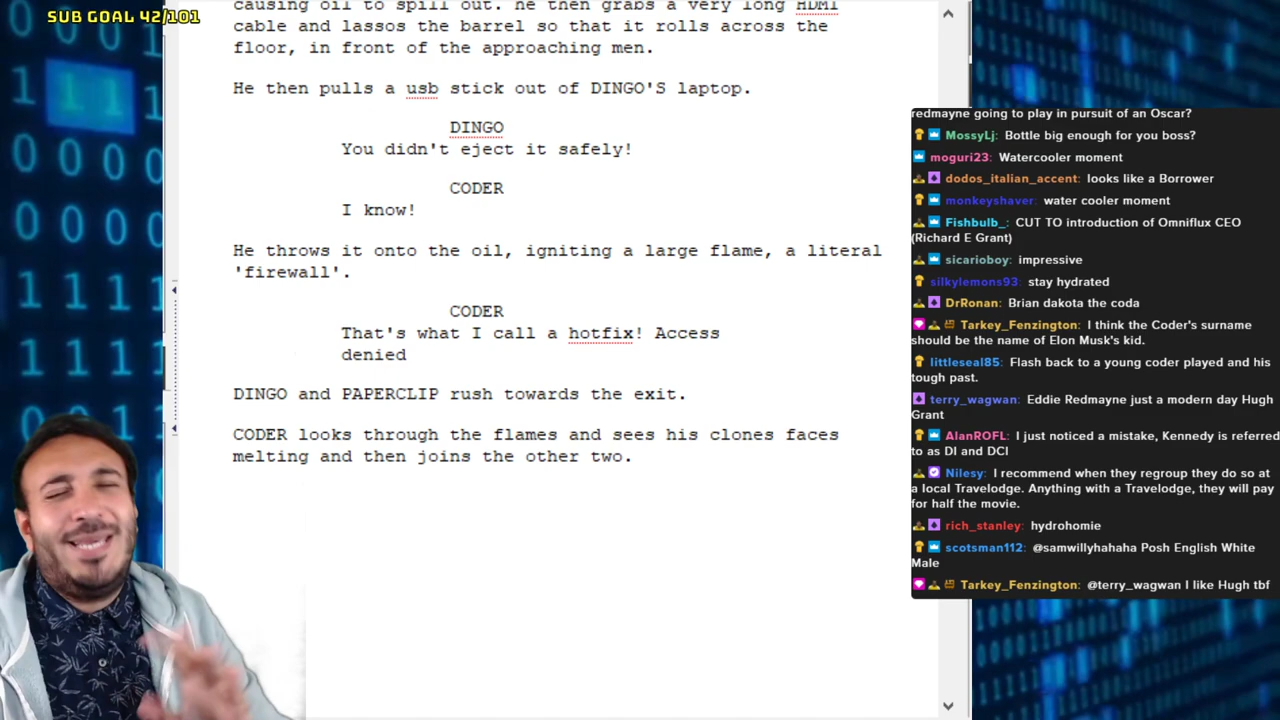 SUB GOAL 42/101
causing oil to spill out. he then grabs a very long HDMI
cable and lassos the barrel so that it rolls across the
floor, in front of the approaching men.
He then pulls a usb stick out of DINGO'S laptop.
DINGO
You didn't eject it safely!
CODER
I know!
He throws it onto the oil, igniting a large flame, a literal
'firewall'.
CODER
That's what I call a hotfix! Access
denied
DINGO and PAPERCLIP rush towards the exit.
CODER looks through the flames and sees his clones faces
melting and then joins the other two.
redmayne going to play in pursuit of an Oscar?
MossyLj: Bottle big enough for you boss?
moguri23: Watercooler moment
dodos_italian_accent: looks like a Borrower
monkeyshaver: water cooler moment
Fishbulb_: CUT TO introduction of Omniflux CEO
(Richard E Grant)
sicarioboy: impressive
silkylemons93: stay hydrated
DrRonan: Brian dakota the coda
Tarkey_Fenzington: I think the Coder's surname
should be the name of Elon Musk's kid.
littleseal85: Flash back to a young coder played and his
tough past.
terry_wagwan: Eddie Redmayne just a modern day Hugh
Grant
AlanROFL: I just noticed a mistake, Kennedy is referred
to as DI and DCI
Nilesy: I recommend when they regroup they do so at
a local Travelodge. Anything with a Travelodge, they will pay
for half the movie.
rich_stanley: hydrohomie
scotsman112: @samwillyhahaha Posh English White
Male
Tarkey_Fenzington: @terry_wagwan I like Hugh tbf